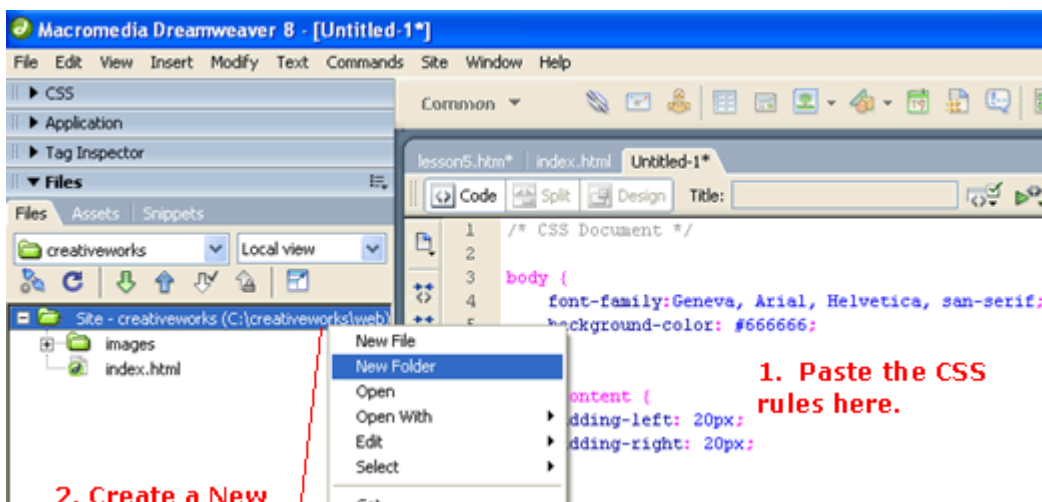 Macromedia Dreamweaver 8 - [Untitled-1*]
File Edit View Insert Modify Text Commands Site Window Help
CSS
Application
Tag Inspector
Files
Files Assets Snippets
creativeworks Local view
Site - creativeworks (C:\creativeworks\web)
images
index.html
Common
lesson5.htm* index.html Untitled-1*
Code Split Design Title:
1 /* CSS Document */
2
3 body {
4 font-family:Geneva, Arial, Helvetica, san-serif;
5 background-color: #666666;
ontent {
dding-left: 20px;
dding-right: 20px;
New File
New Folder
Open
Open With
Edit
Select
1. Paste the CSS
rules here.
2. Create a New